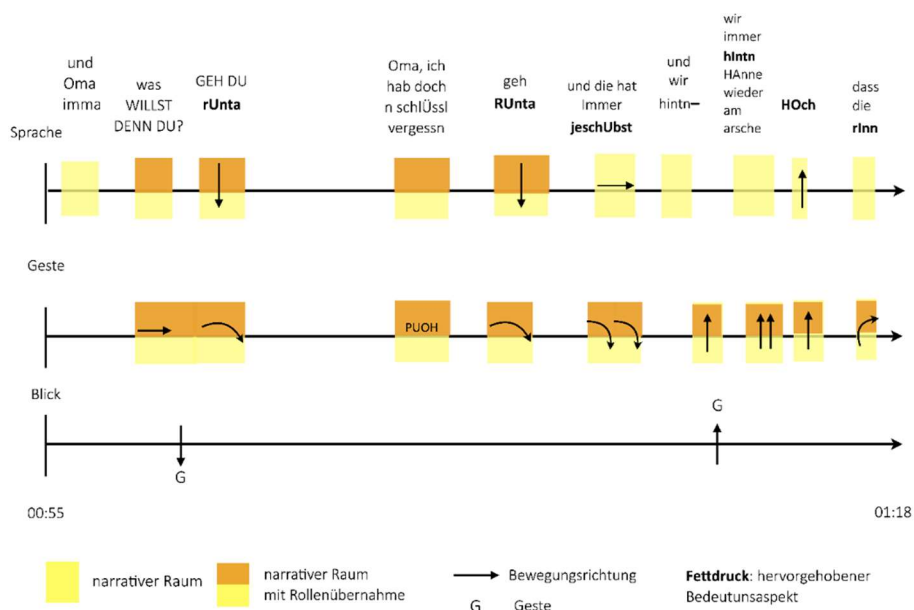 und
Oma
imma
was
WILLST
DENN DU?
GEH DU
rUnta
Oma, ich
hab doch
n schlÜssl
vergessn
geh
RUnta
und die hat
Immer
jeschUbst
und
wir
hintn–
wir
immer
hIntn
HAnne
wieder
am
arsche
HOch
dass
die
rInn
Sprache
Geste
PUOH
Blick
G
G
00:55
01:18
narrativer Raum
narrativer Raum
mit Rollenübernahme
Bewegungsrichtung
G Geste
Fettdruck: hervorgehobener
Bedeutunsaspekt